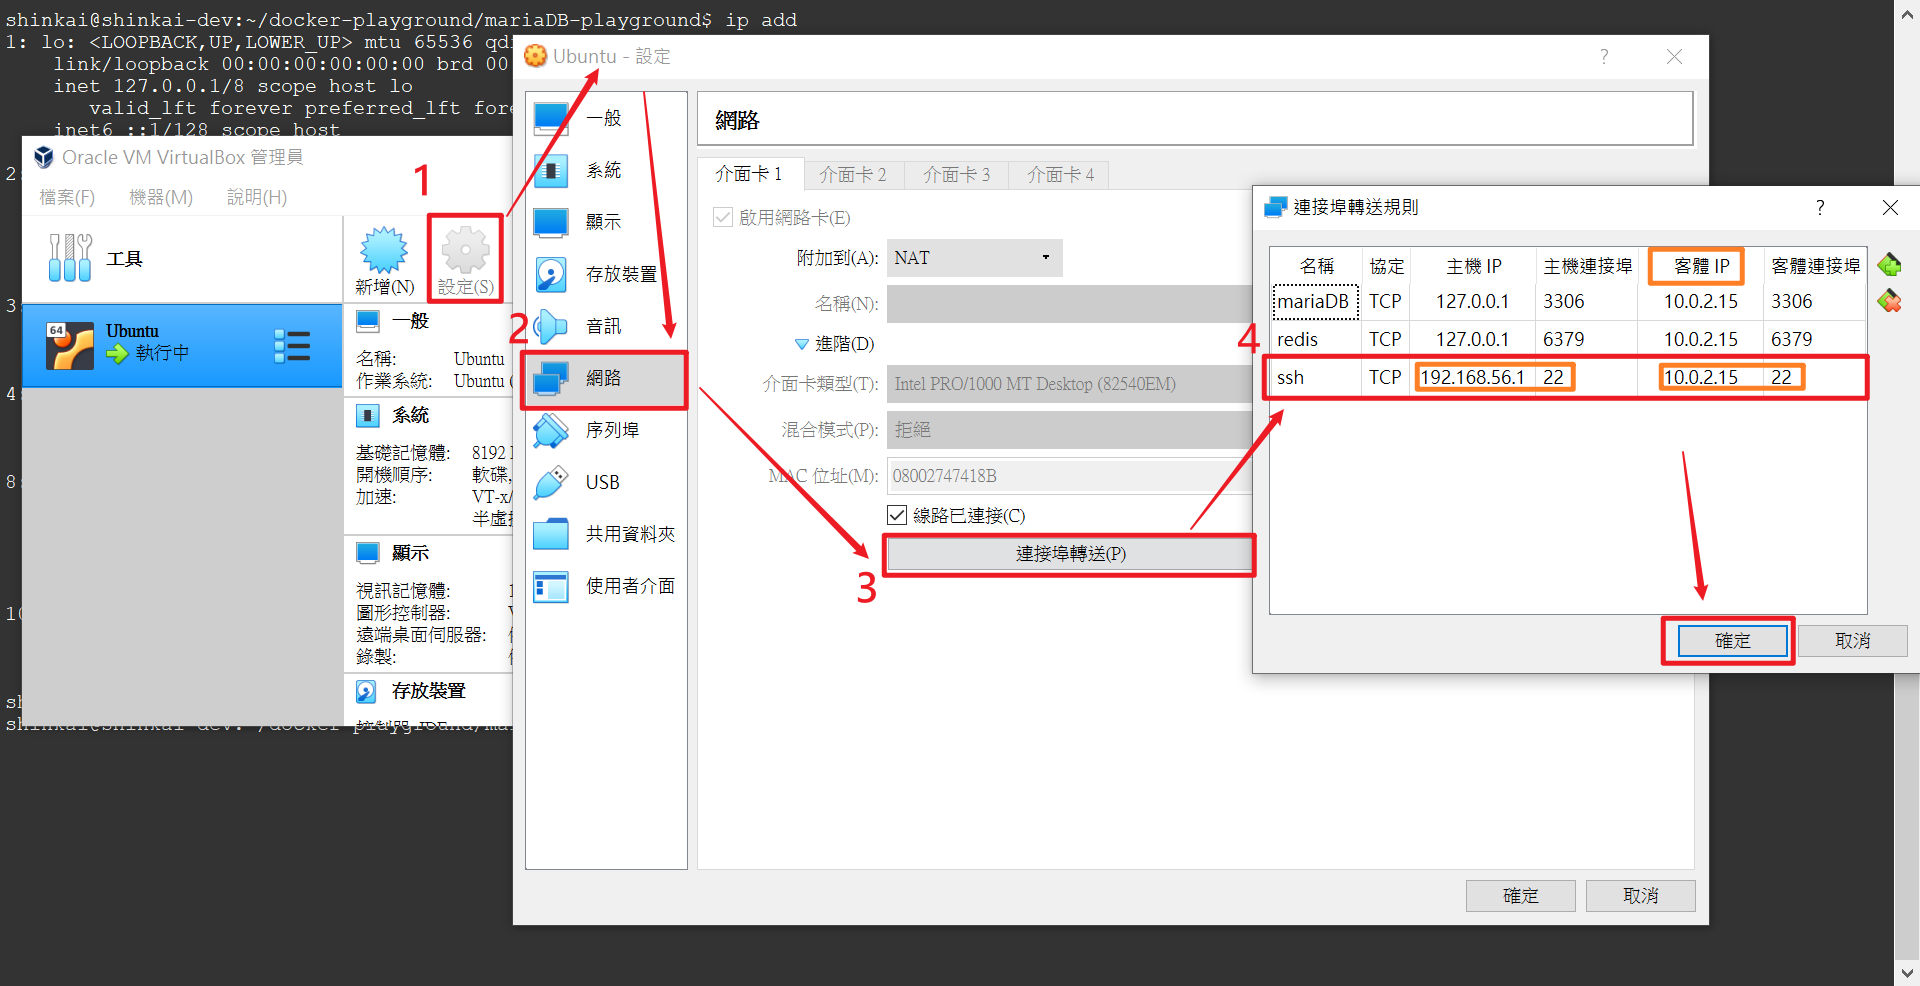 shinkai@shinkai-dev:~/docker-playground/mariaDB-playground$ ip add
1: lo: <LOOPBACK,UP,LOWER_UP> mtu 65536
link/loopback 00:00:00:00:00:00 brd 00
inet 127.0.0.1/8 scope host lo
valid_lft forever preferred_lft
inet6 ::1/128 scope host
2:
3:
4:
8:
10
Oracle VM VirtualBox 管理員
檔案(F) 機器(M) 說明(H)
1
工具
新增(N)
設定(S)
64
Ubuntu
執行中
一般
名稱: Ubuntu
作業系統: Ubuntu
系統
基礎記憶體: 8192
開機順序: 軟碟,
加速: VT-x/
顯示
視訊記憶體:
圖形控制器:
遠端桌面伺服器:
錄製:
存放裝置
Ubuntu - 設定
?
一般
系統
顯示
存放裝置
音訊
2
網路
序列埠
USB
共用資料夾
使用者介面
網路
介面卡 1 介面卡 2 介面卡 3 介面卡 4
啟用網路卡(E)
附加到(A): NAT
名稱(N):
進階(D)
介面卡類型(T): Intel PRO/1000 MT Desktop (82540EM)
混合模式(P): 拒絕
MAC 位址(M): 08002747418B
線路已連接(C)
連接埠轉送(P)
3
確定 取消
連接埠轉送規則
?
名稱 協定 主機 IP 主機連接埠 客體 IP 客體連接埠
mariaDB TCP 127.0.0.1 3306 10.0.2.15 3306
redis TCP 127.0.0.1 6379 10.0.2.15 6379
4
ssh TCP 192.168.56.1 22 10.0.2.15 22
確定 取消